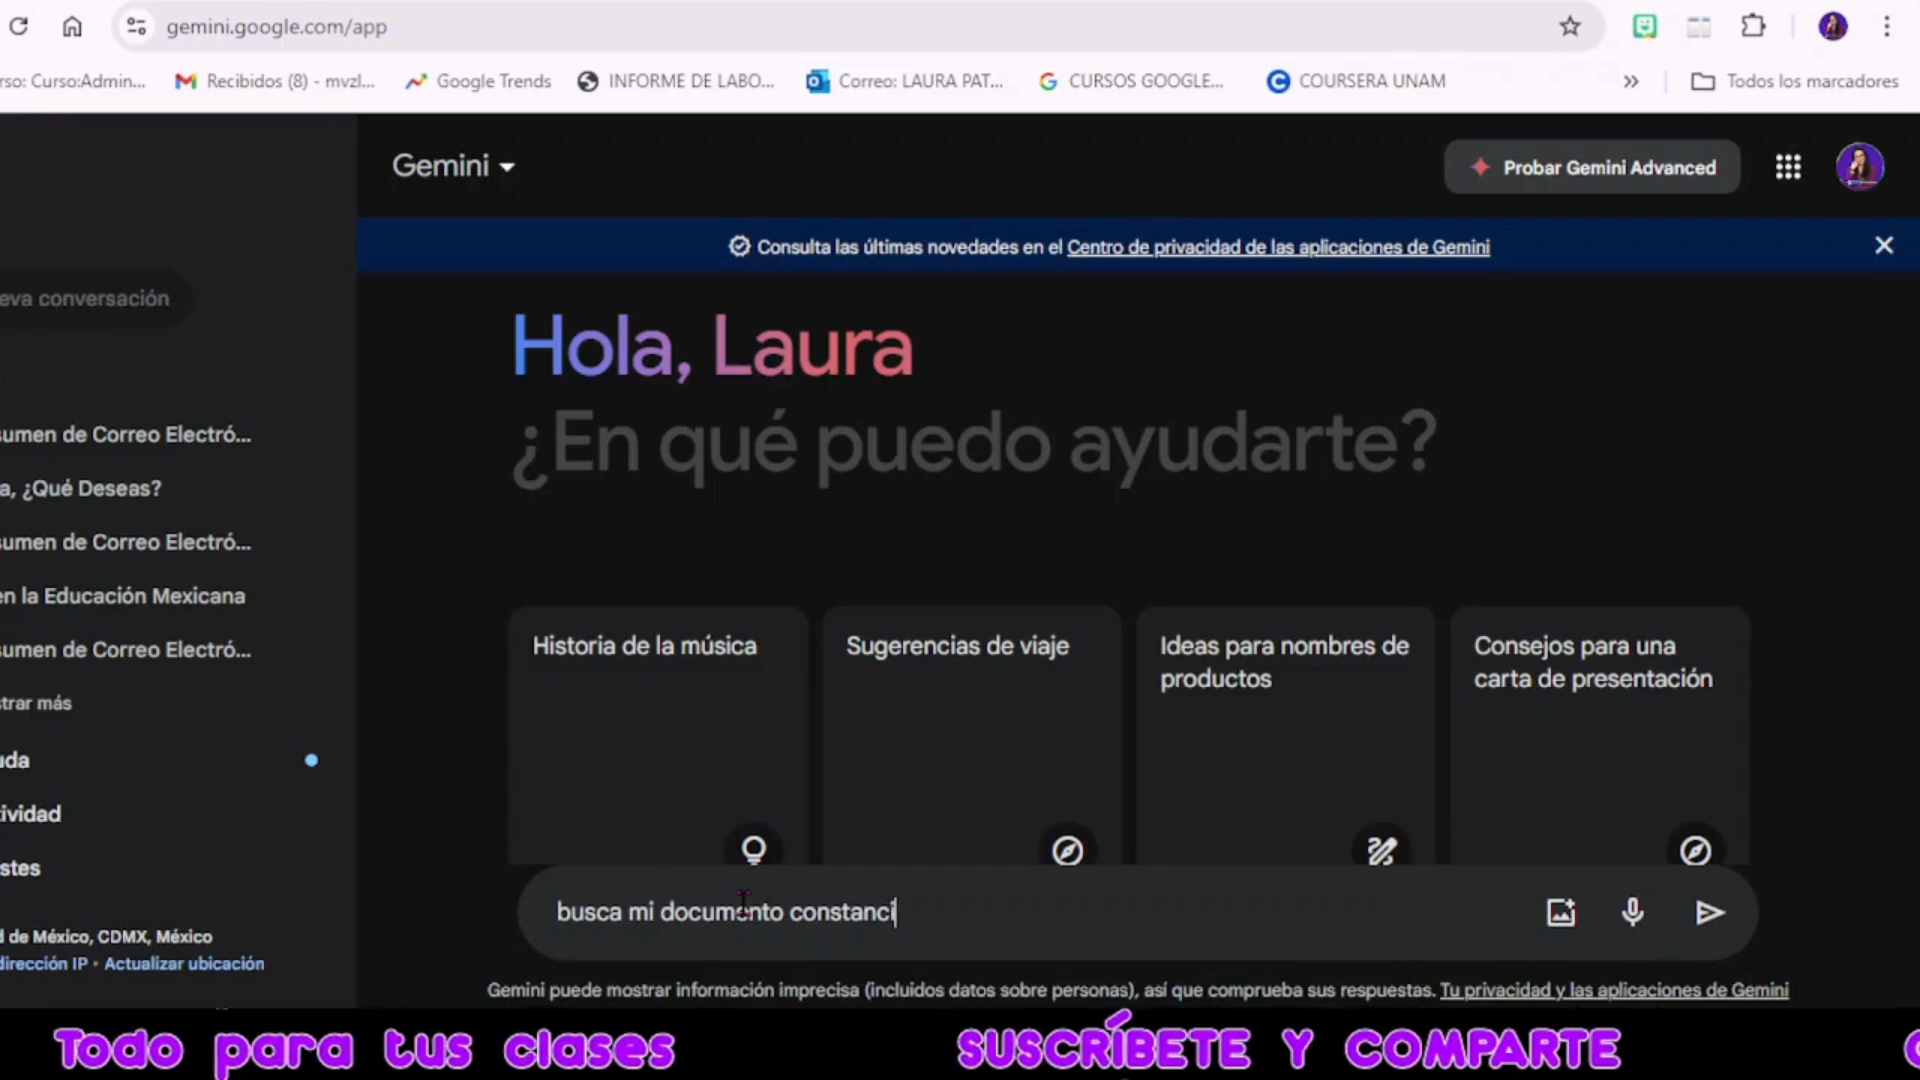 gemini.google.com/app
rso: Curso:Admin...
Recibidos (8) - mvzl...
Google Trends
INFORME DE LABO...
Correo: LAURA PAT...
CURSOS GOOGLE...
COURSERA UNAM
Todos los marcadores
Gemini
Probar Gemini Advanced
Consulta las últimas novedades en el Centro de privacidad de las aplicaciones de Gemini
eva conversación
Hola, Laura
¿En qué puedo ayudarte?
sumen de Correo Electró...
a, ¿Qué Deseas?
sumen de Correo Electró...
en la Educación Mexicana
sumen de Correo Electró...
strar más
uda
tividad
stes
Historia de la música
Sugerencias de viaje
Ideas para nombres de
productos
Consejos para una
carta de presentación
busca mi documento constanci
d de México, CDMX, México
dirección IP • Actualizar ubicación
Gemini puede mostrar información imprecisa (incluidos datos sobre personas), así que comprueba sus respuestas. Tu privacidad y las aplicaciones de Gemini
Todo para tus clases
SUSCRÍBETE Y COMPARTE